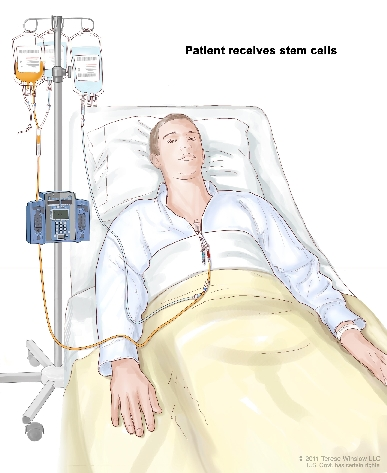 Patient receives stem cells
© 2011 Terese Winslow LLC
U.S. Govt. has certain rights